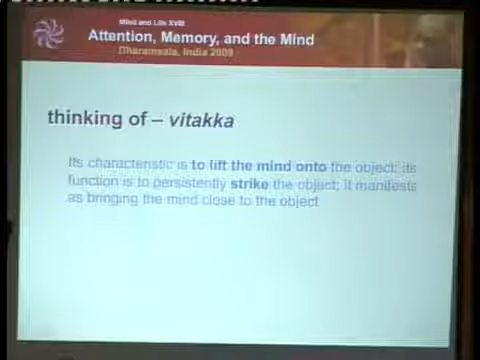 Mind and Life XVIII
Attention, Memory, and the Mind
Dharamsala, India 2009
thinking of – vitakka
Its characteristic is to lift the mind onto the object; its
function is to persistently strike the object; it manifests
as bringing the mind close to the object